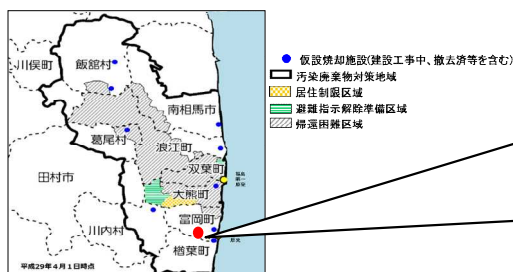 川俣町
飯舘村
南相馬市
葛尾村
浪江町
双葉町
田村市
大熊町
富岡町
川内村
楢葉町
平成29年4月1日時点
仮設焼却施設(建設工事中、撤去済等を含む)
汚染廃棄物対策地域
居住制限区域
避難指示解除準備区域
帰還困難区域